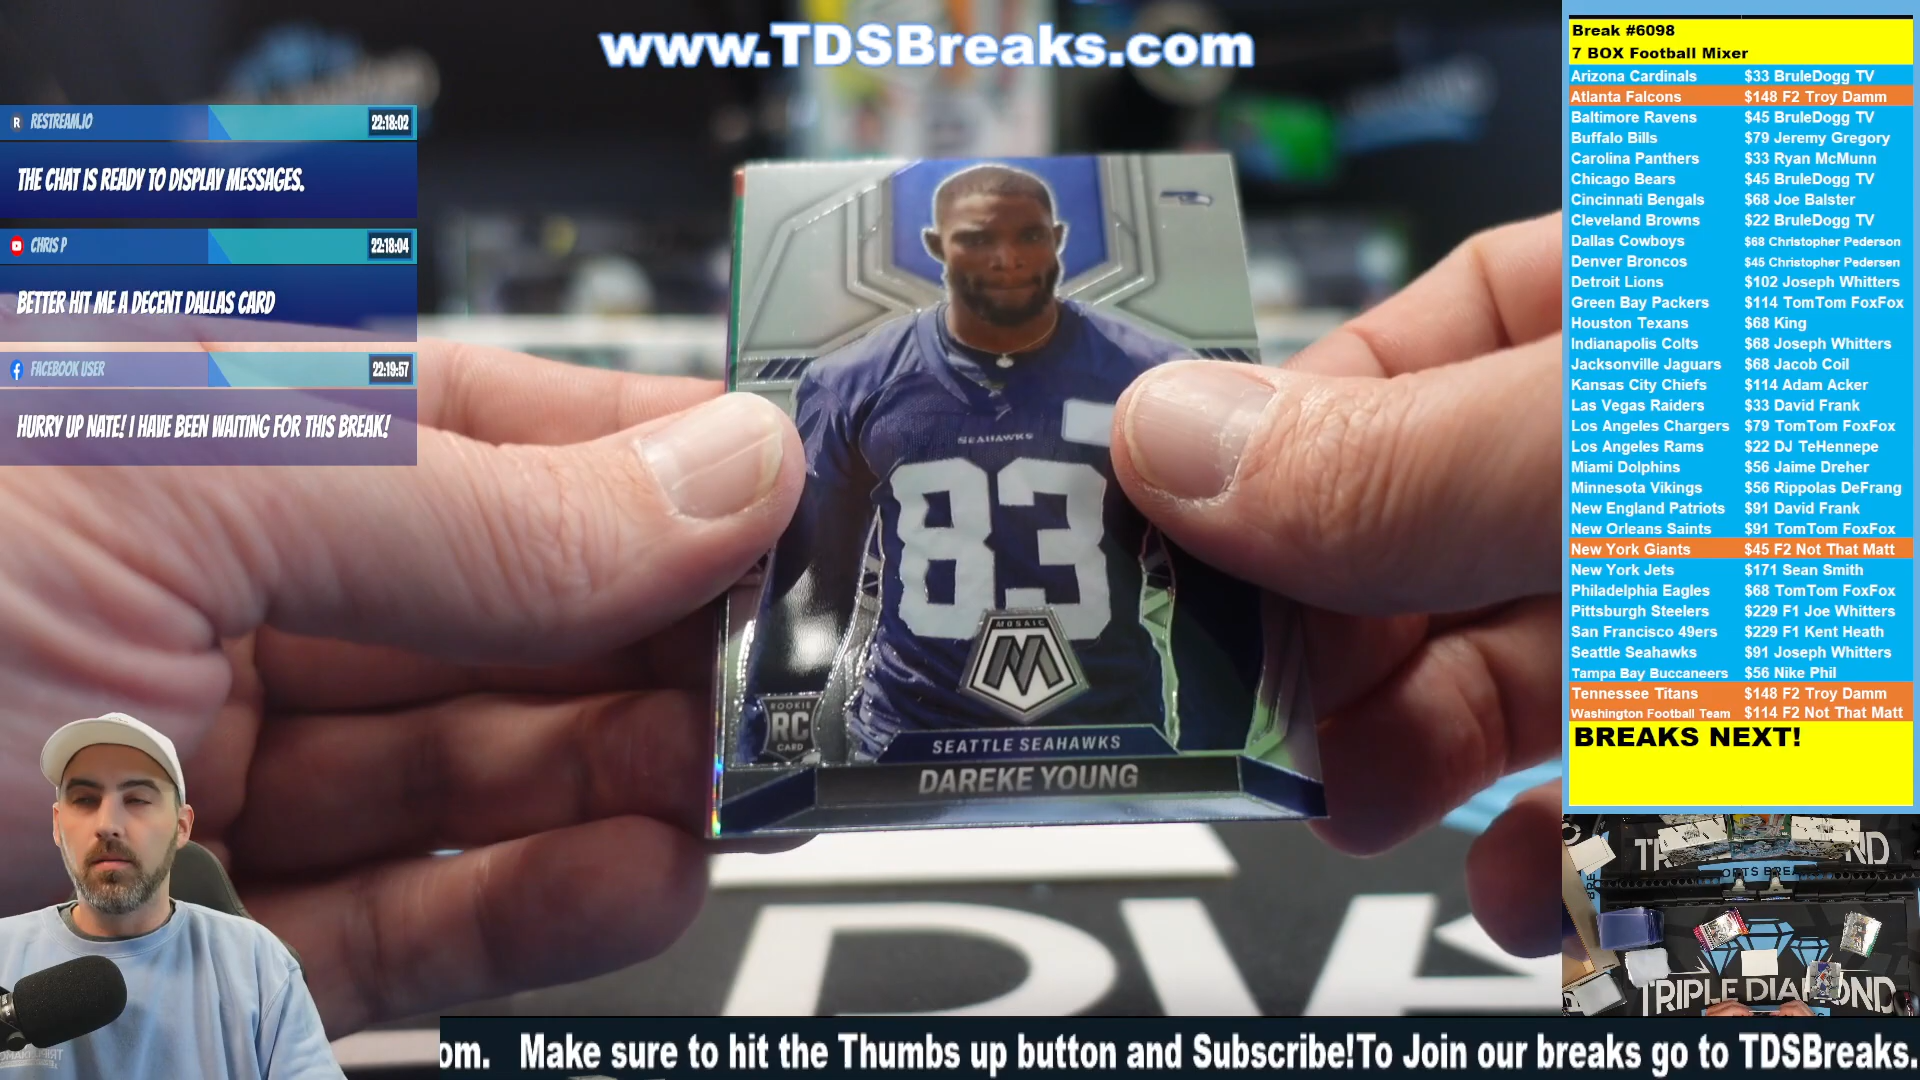 www.TDSBreaks.com
RESTREAM.IO
22:18:02
THE CHAT IS READY TO DISPLAY MESSAGES.
CHRIS P
22:18:04
BETTER HIT ME A DECENT DALLAS CARD
FACEBOOK USER
22:19:57
HURRY UP NATE! I HAVE BEEN WAITING FOR THIS BREAK!
SEAHAWKS
83
MOSAIC
M
ROOKIE
RC
CARD
SEATTLE SEAHAWKS
DAREKE YOUNG
Break #6098
7 BOX Football Mixer
Arizona Cardinals $33 BruleDogg TV
Atlanta Falcons $148 F2 Troy Damm
Baltimore Ravens $45 BruleDogg TV
Buffalo Bills $79 Jeremy Gregory
Carolina Panthers $33 Ryan McMunn
Chicago Bears $45 BruleDogg TV
Cincinnati Bengals $68 Joe Balster
Cleveland Browns $22 BruleDogg TV
Dallas Cowboys $68 Christopher Pederson
Denver Broncos $45 Christopher Pedersen
Detroit Lions $102 Joseph Whitters
Green Bay Packers $114 TomTom FoxFox
Houston Texans $68 King
Indianapolis Colts $68 Joseph Whitters
Jacksonville Jaguars $68 Jacob Coil
Kansas City Chiefs $114 Adam Acker
Las Vegas Raiders $33 David Frank
Los Angeles Chargers $79 TomTom FoxFox
Los Angeles Rams $22 DJ TeHennepe
Miami Dolphins $56 Jaime Dreher
Minnesota Vikings $56 Rippolas DeFrang
New England Patriots $91 David Frank
New Orleans Saints $91 TomTom FoxFox
New York Giants $45 F2 Not That Matt
New York Jets $171 Sean Smith
Philadelphia Eagles $68 TomTom FoxFox
Pittsburgh Steelers $229 F1 Joe Whitters
San Francisco 49ers $229 F1 Kent Heath
Seattle Seahawks $91 Joseph Whitters
Tampa Bay Buccaneers $56 Nike Phil
Tennessee Titans $148 F2 Troy Damm
Washington Football Team $114 F2 Not That Matt
BREAKS NEXT!
TRIPLE DIAMOND
om. Make sure to hit the Thumbs up button and Subscribe!To Join our breaks go to TDSBreaks.